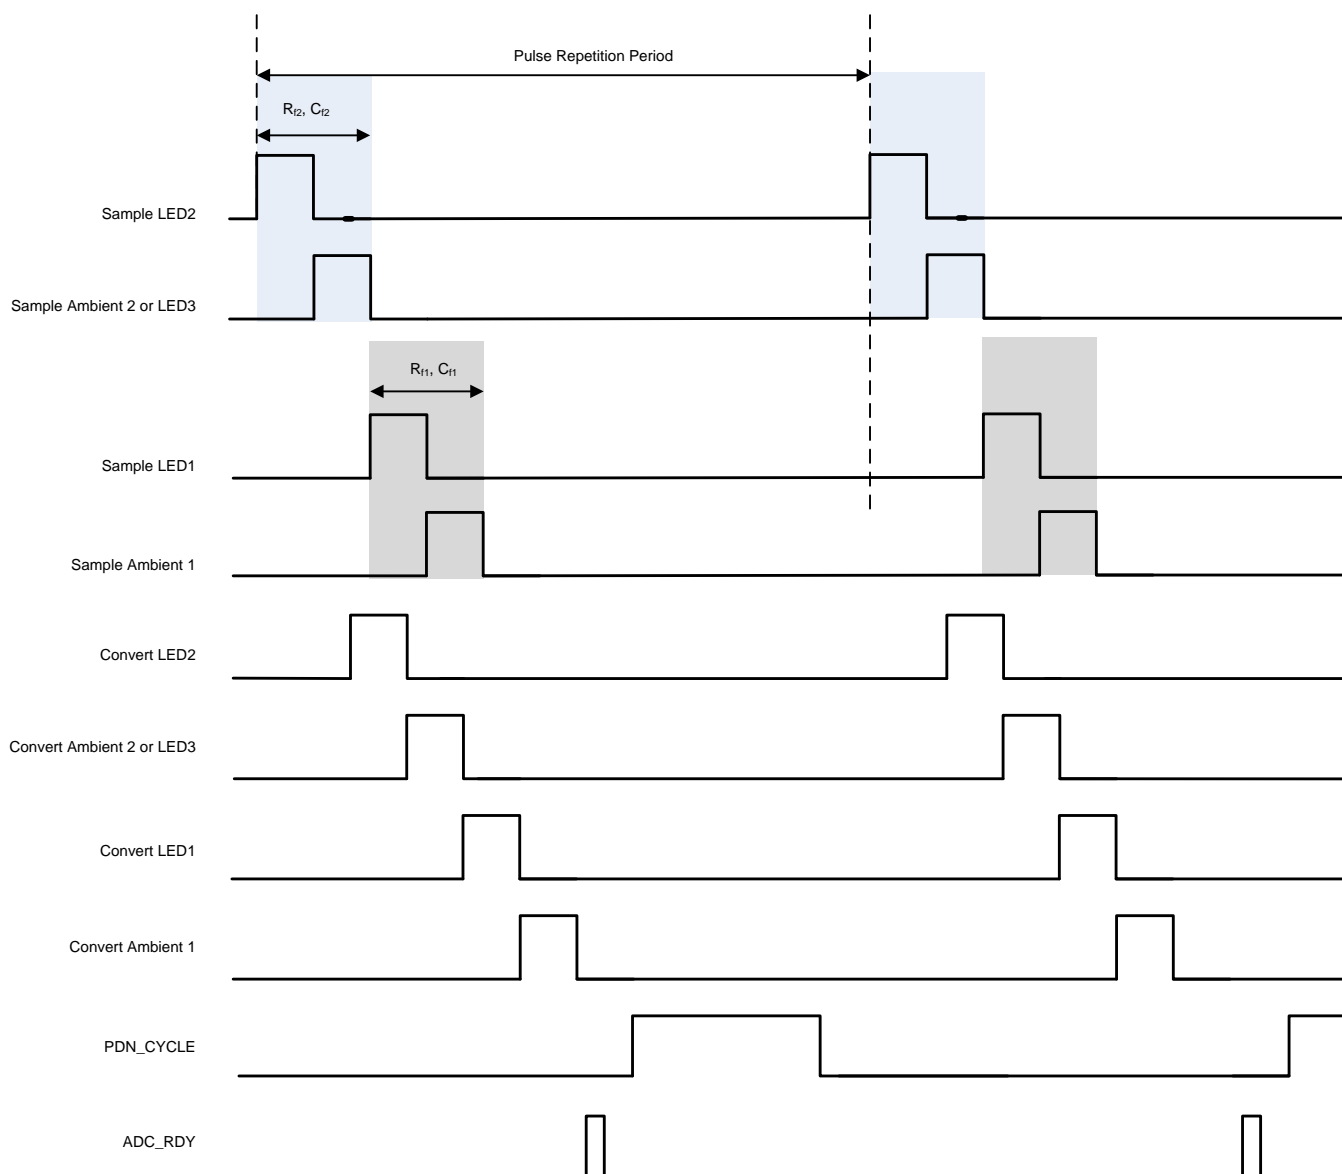 Pulse Repetition Period
Rf2, Cf2
Sample LED2
Sample Ambient 2 or LED3
Rf1, Cf1
Sample LED1
Sample Ambient 1
Convert LED2
Convert Ambient 2 or LED3
Convert LED1
Convert Ambient 1
PDN_CYCLE
ADC_RDY